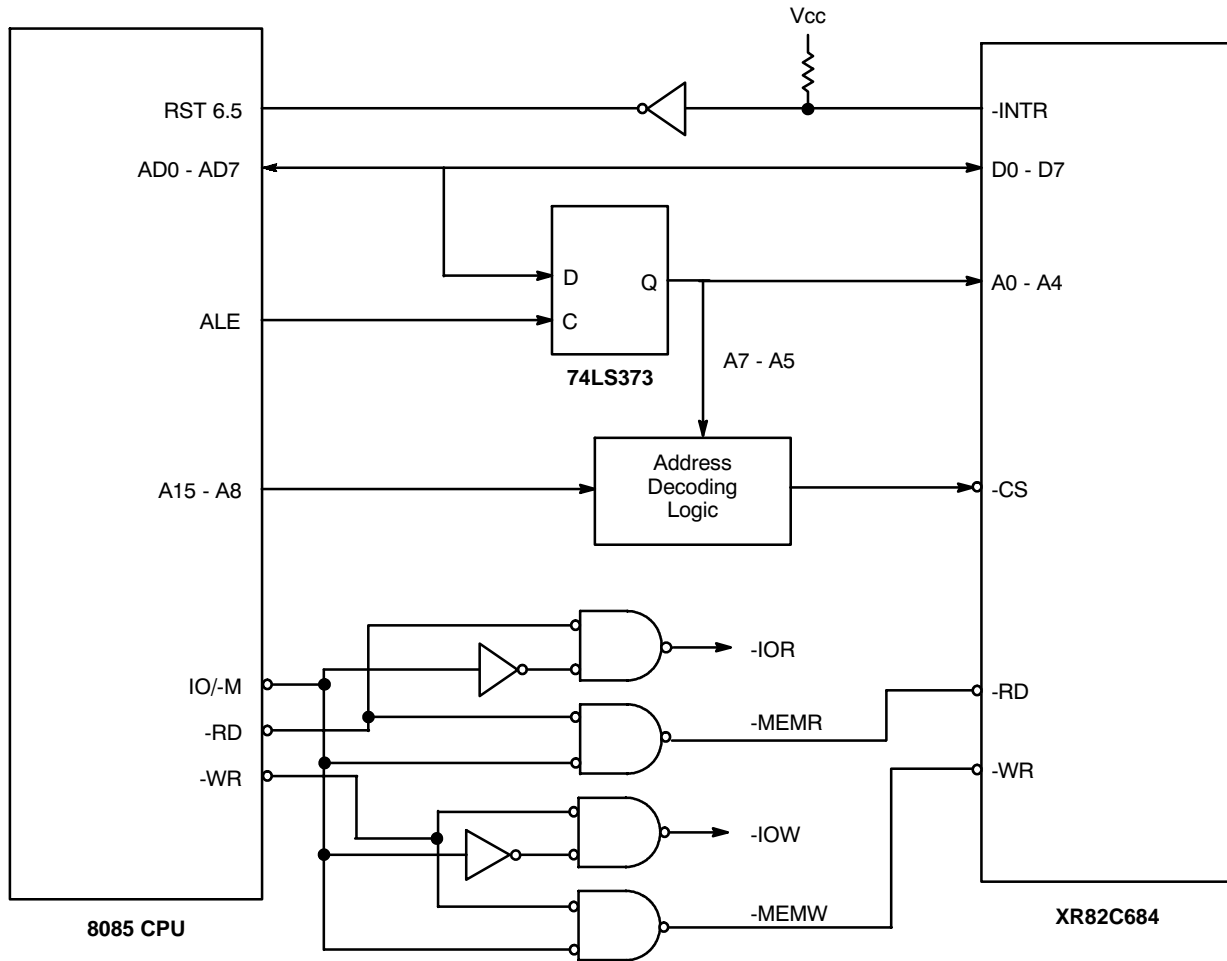 Vcc
RST 6.5
-INTR
AD0 - AD7
D0 - D7
D
Q
A0 - A4
ALE
C
A7 - A5
74LS373
Address
Decoding
Logic
A15 - A8
-CS
-IOR
IO/-M
-RD
-MEMR
-RD
-WR
-WR
-IOW
-MEMW
8085 CPU
XR82C684